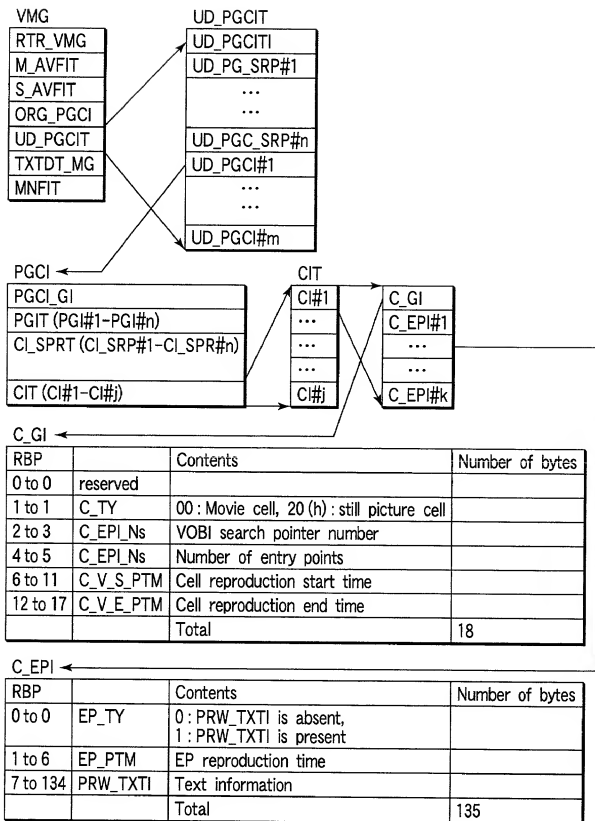 VMG
RTR_VMG
M_AVFIT
S_AVFIT
ORG_PGCI
UD_PGCIT
TXTDT_MG
MNFIT
UD_PGCIT
UD_PGCITI
UD_PG_SRP#1
...
...
UD_PGC_SRP#n
UD_PGCI#1
...
...
UD_PGCI#m
PGCI
PGCI_GI
PGIT (PGI#1-PGI#n)
CI_SPRT (CI_SRP#1-CI_SPR#n)
CIT (CI#1-CI#j)
CIT
CI#1
...
...
...
CI#j
C_GI
C_EPI#1
...
...
C_EPI#k
C_GI
RBP Contents Number of bytes
0 to 0 reserved
1 to 1 C_TY 00 : Movie cell, 20 (h) : still picture cell
2 to 3 C_EPI_Ns VOBI search pointer number
4 to 5 C_EPI_Ns Number of entry points
6 to 11 C_V_S_PTM Cell reproduction start time
12 to 17 C_V_E_PTM Cell reproduction end time
Total 18
C_EPI
RBP Contents Number of bytes
0 to 0 EP_TY 0 : PRW_TXTI is absent,
1 : PRW_TXTI is present
1 to 6 EP_PTM EP reproduction time
7 to 134 PRW_TXTI Text information
Total 135